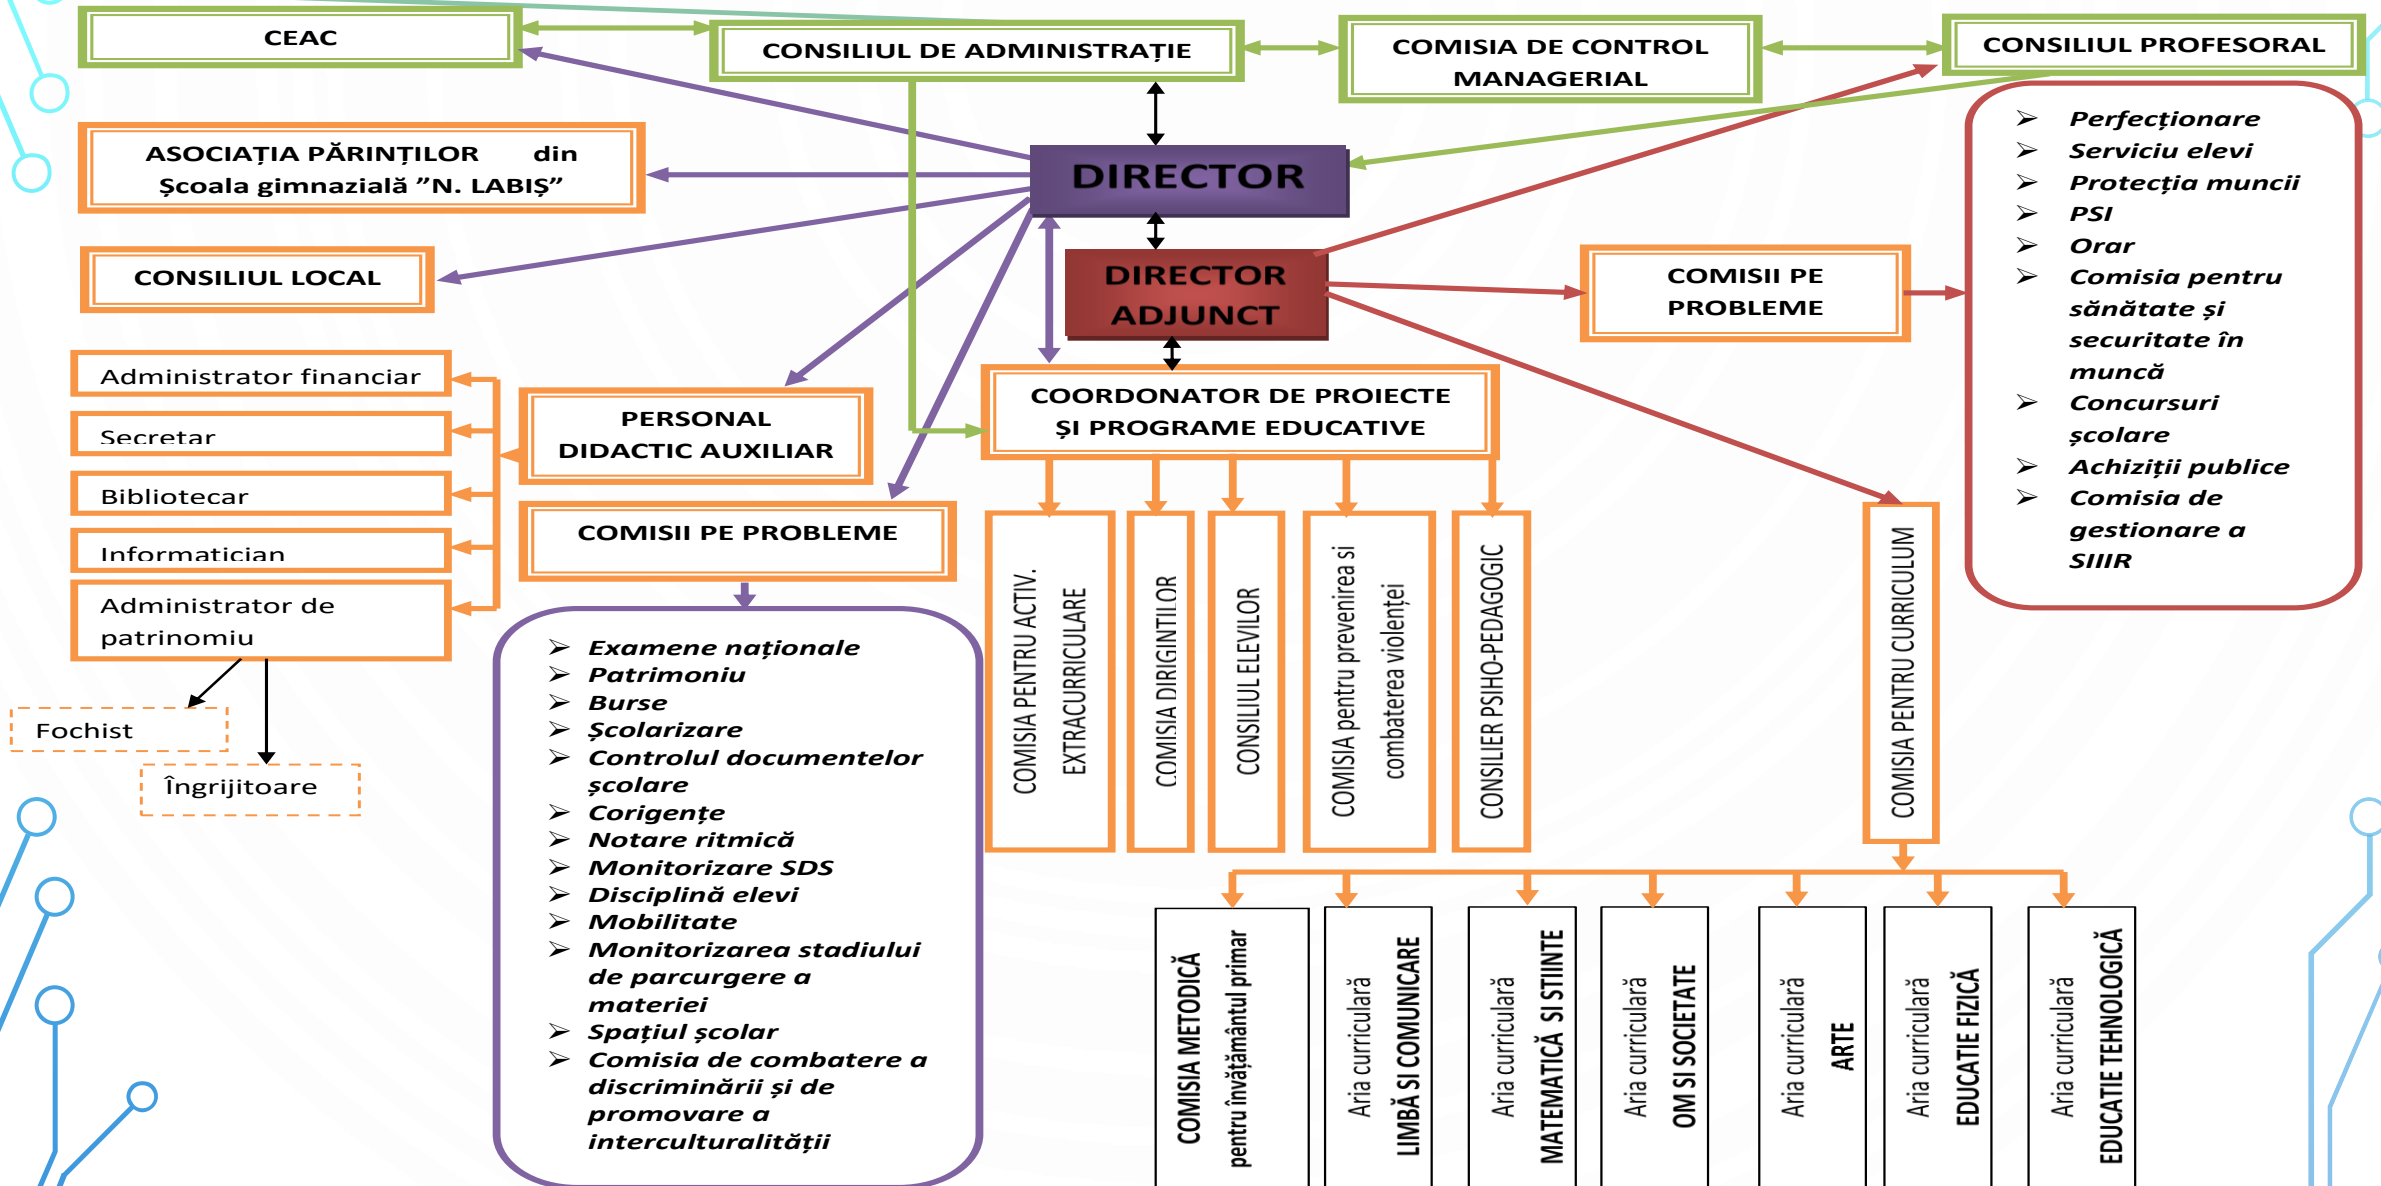 CEAC
CONSILIUL DE ADMINISTRAȚIE
COMISIA DE CONTROL
MANAGERIAL
CONSILIUL PROFESORAL
ASOCIAȚIA PĂRINȚILOR din
Școala gimnazială ”N. LABIȘ”
DIRECTOR
CONSILIUL LOCAL
DIRECTOR
ADJUNCT
COMISII PE
PROBLEME
➢ Perfecționare
➢ Serviciu elevi
➢ Protecția muncii
➢ PSI
➢ Orar
➢ Comisia pentru
sănătate și
securitate în
muncă
➢ Concursuri
școlare
➢ Achiziții publice
➢ Comisia de
gestionare a
SIIIR
Administrator financiar
Secretar
Bibliotecar
Informatician
Administrator de
patrinomiu
Fochist
Îngrijitoare
PERSONAL
DIDACTIC AUXILIAR
COMISII PE PROBLEME
➢ Examene naționale
➢ Patrimoniu
➢ Burse
➢ Școlarizare
➢ Controlul documentelor
școlare
➢ Corigențe
➢ Notare ritmică
➢ Monitorizare SDS
➢ Disciplină elevi
➢ Mobilitate
➢ Monitorizarea stadiului
de parcurgere a
materiei
➢ Spațiul școlar
➢ Comisia de combatere a
discriminării și de
promovare a
interculturalității
COORDONATOR DE PROIECTE
ȘI PROGRAME EDUCATIVE
COMISIA PENTRU ACTIV.
EXTRACURRICULARE
COMISIA DIRIGINTILOR
CONSILIUL ELEVILOR
COMISIA pentru prevenirea si
combaterea violenței
CONSILIER PSIHO-PEDAGOGIC
COMISIA PENTRU CURRICULUM
COMISIA METODICĂ
pentru învățământul primar
Aria curriculară
LIMBĂ SI COMUNICARE
Aria curriculară
MATEMATICĂ SI STIINTE
Aria curriculară
OM SI SOCIETATE
Aria curriculară
ARTE
Aria curriculară
EDUCATIE FIZICĂ
Aria curriculară
EDUCATIE TEHNOLOGICĂ